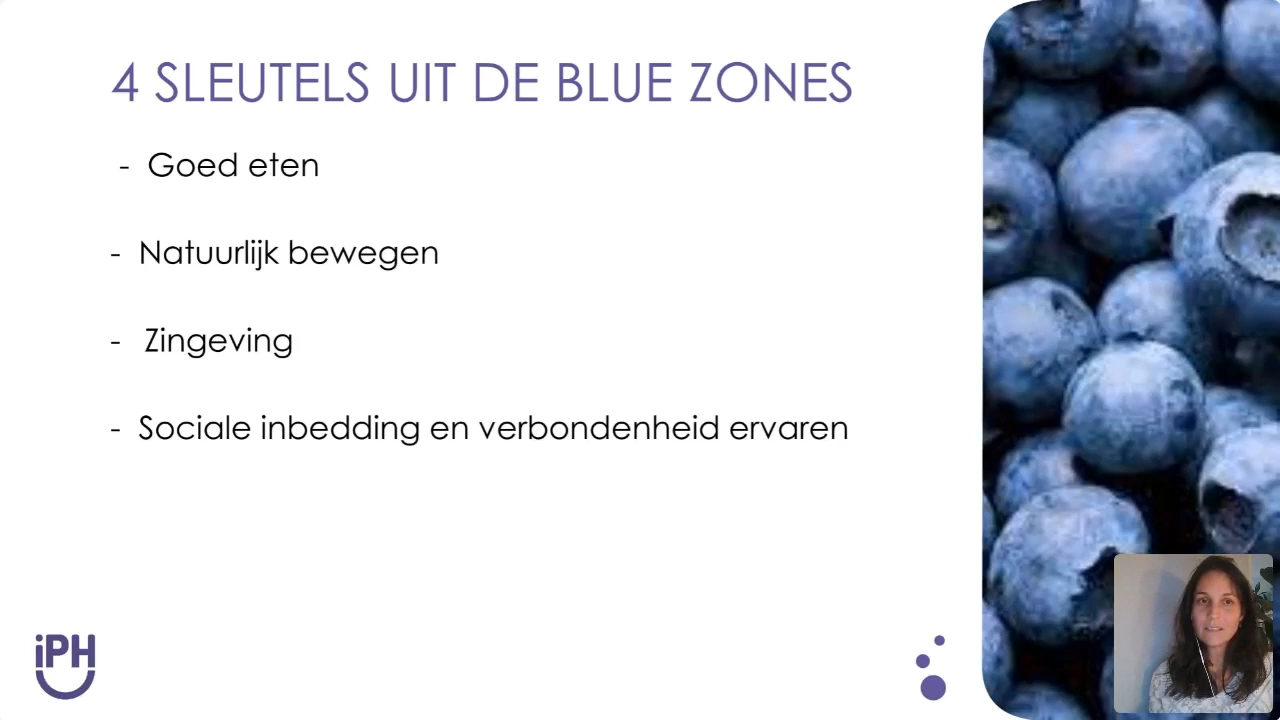 4 SLEUTELS UIT DE BLUE ZONES
- Goed eten
- Natuurlijk bewegen
- Zingeving
- Sociale inbedding en verbondenheid ervaren
iPH